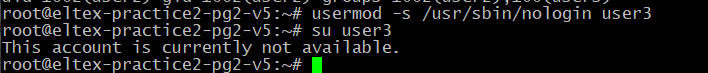 root@eltex-practice2-pg2-v5:~# usermod -s /usr/sbin/nologin user3
root@eltex-practice2-pg2-v5:~# su user3
This account is currently not available.
root@eltex-practice2-pg2-v5:~#